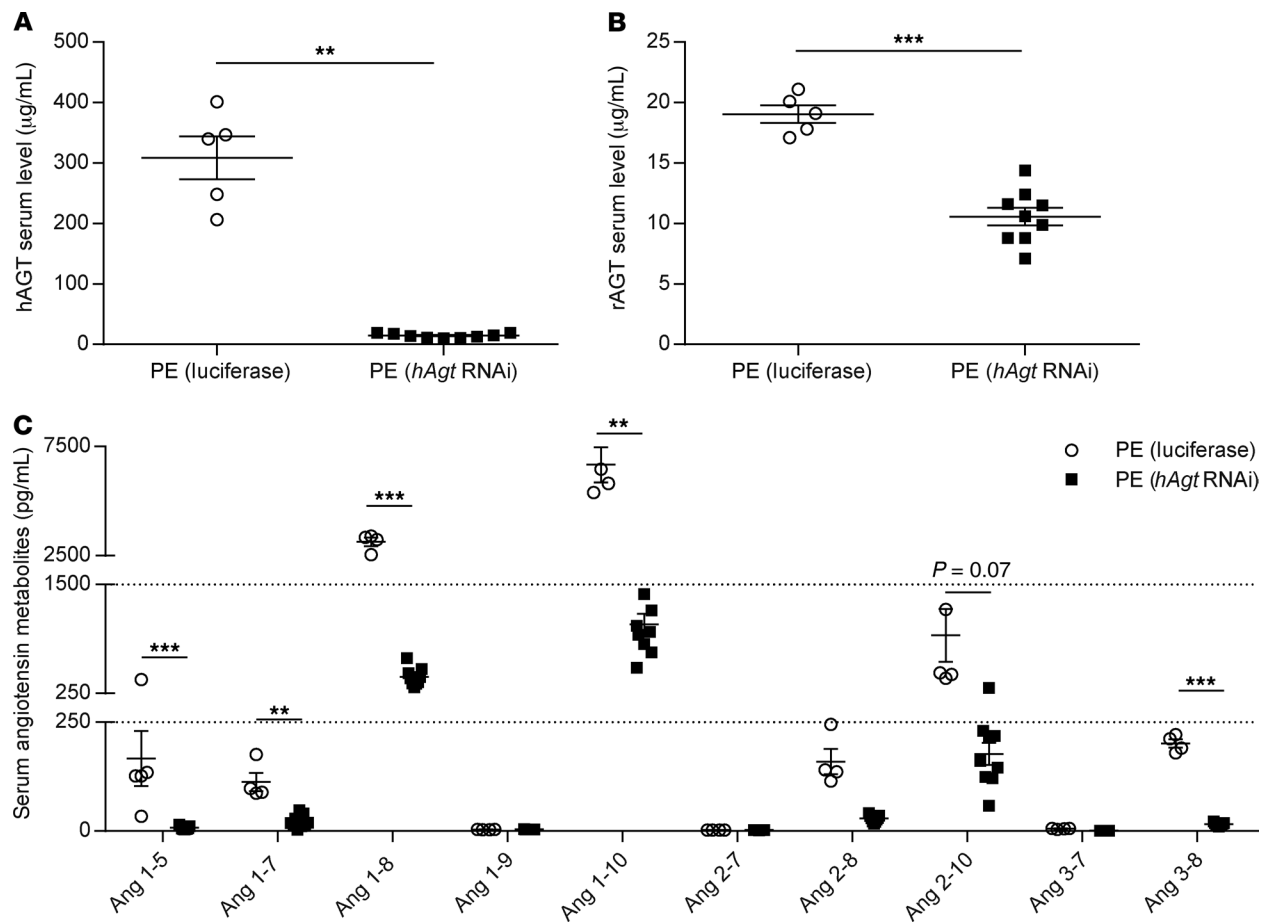 A
hAGT serum level (μg/mL)
500
400
300
200
100
0
**
PE (luciferase)
PE (hAgt RNAi)
B
rAGT serum level (μg/mL)
25
20
15
10
5
0
***
PE (luciferase)
PE (hAgt RNAi)
C
Serum angiotensin metabolites (pg/mL)
7500
2500
1500
250
250
0
***
**
***
**
P = 0.07
***
PE (luciferase)
PE (hAgt RNAi)
Ang 1-5
Ang 1-7
Ang 1-8
Ang 1-9
Ang 1-10
Ang 2-7
Ang 2-8
Ang 2-10
Ang 3-7
Ang 3-8